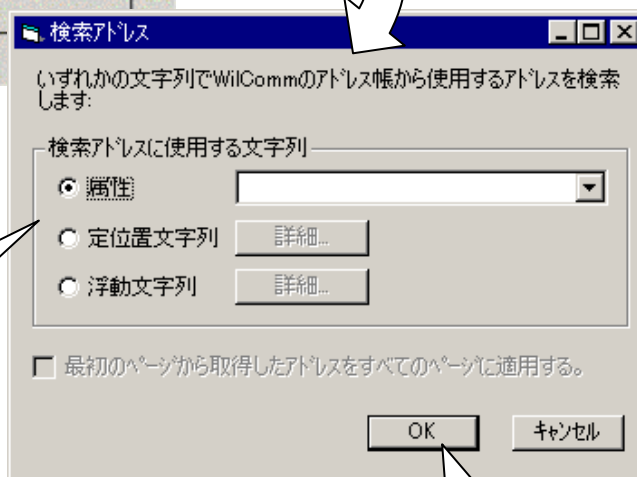 検索アドレス
いずれかの文字列でWilCommのアドレス帳から使用するアドレスを検索
します:
検索アドレスに使用する文字列
属性
定位置文字列 詳細...
浮動文字列 詳細...
最初のページから取得したアドレスをすべてのページに適用する。
OK キャンセル